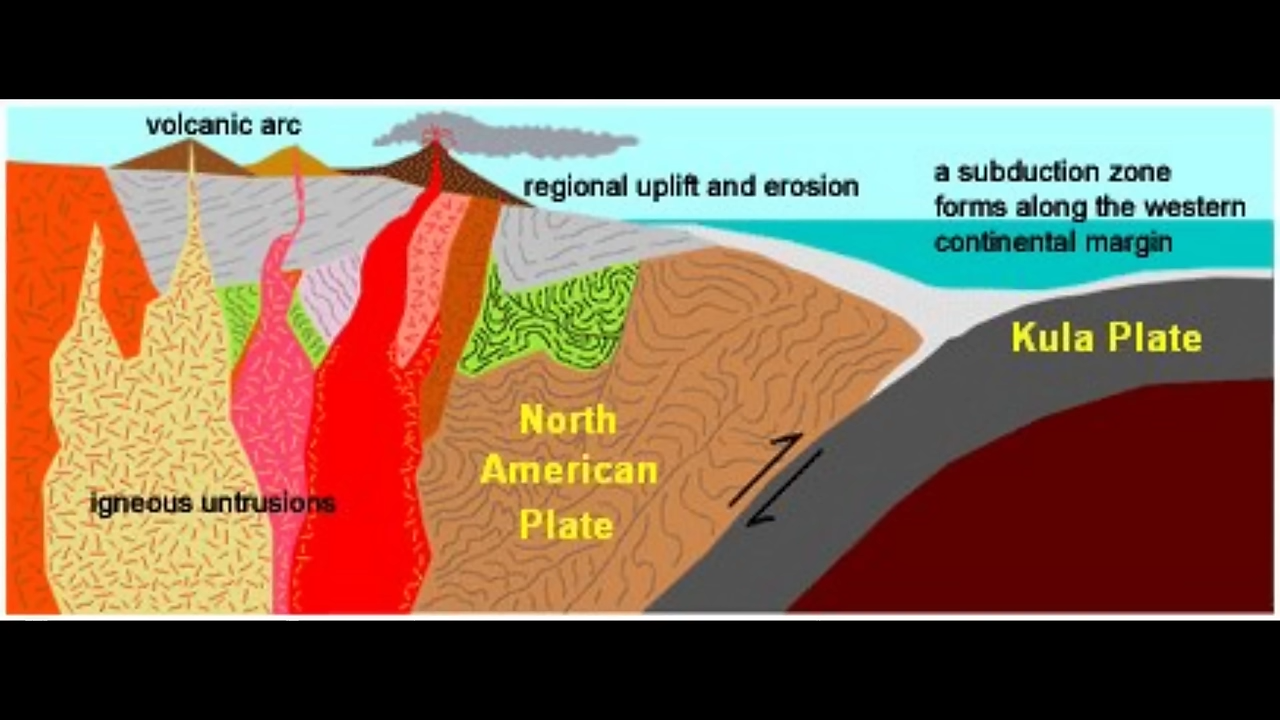 volcanic arc
regional uplift and erosion
a subduction zone
forms along the western
continental margin
Kula Plate
North
American
Plate
igneous untrusions